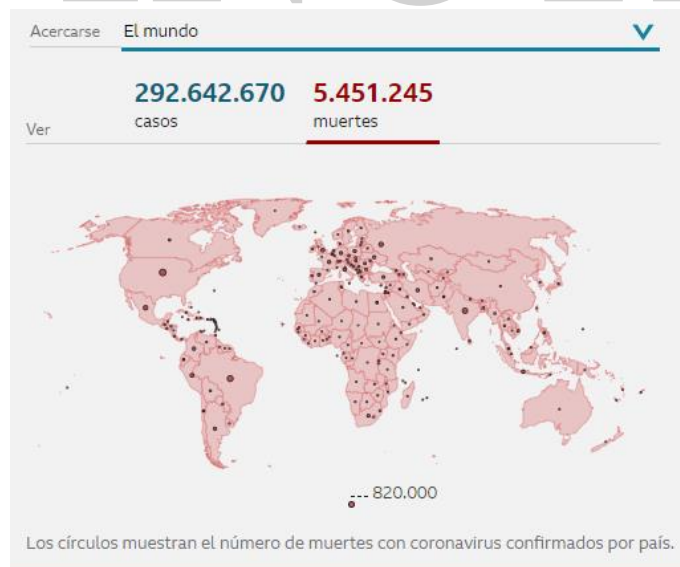 Acercarse El mundo
292.642.670 5.451.245
Ver casos muertes
820.000
Los círculos muestran el número de muertes con coronavirus confirmados por país.